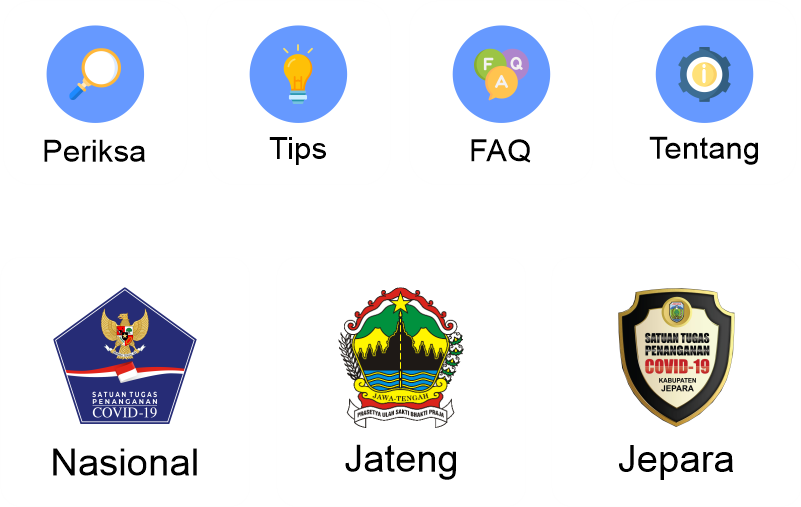 F Q
A
i
Periksa
Tips
FAQ
Tentang
SATUAN TUGAS
PENANGANAN
COVID-19
JAWA-TENGAH
PRASETYA ULAH SAKTI BHAKTI PRAJA
SATUAN TUGAS
PENANGANAN
COVID-19
KABUPATEN
JEPARA
Nasional
Jateng
Jepara